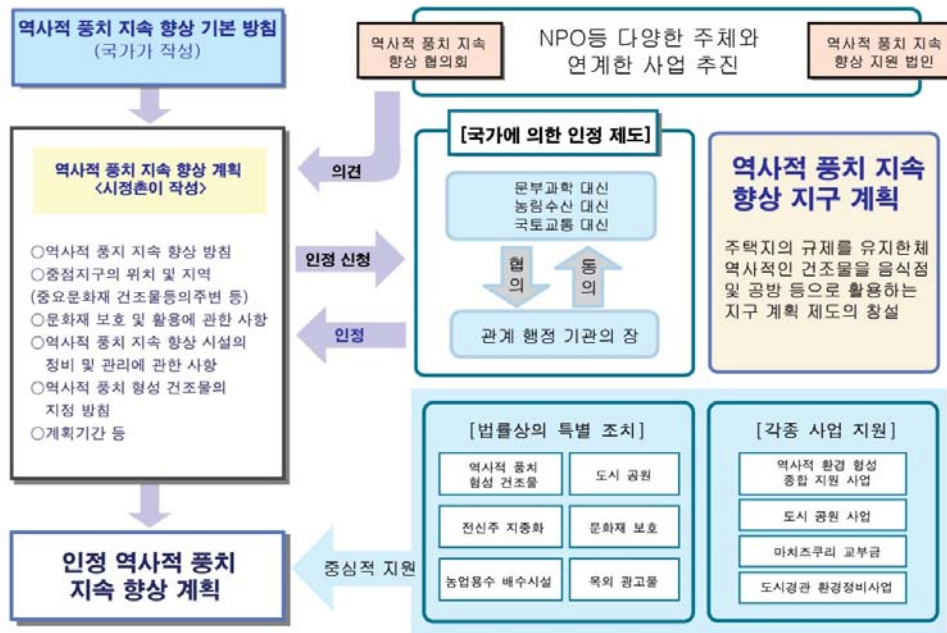 역사적 풍치 지속 향상 기본 방침
(국가가 작성)
역사적 풍치 지속
향상 협의회
NPO등 다양한 주체와
연계한 사업 추진
역사적 풍치 지속
향상 지원 법인
역사적 풍치 지속 향상 계획
<시정촌이 작성>
○역사적 풍지 지속 향상 방침
○중점지구의 위치 및 지역
(중요문화재 건조물등의주변 등)
○문화재 보호 및 활용에 관한 사항
○역사적 풍치 지속 향상 시설의
정비 및 관리에 관한 사항
○역사적 풍치 형성 건조물의
지정 방침
○계획기간 등
의견
인정 신청
인정
[국가에 의한 인정 제도]
문부과학 대신
농림수산 대신
국토교통 대신
협의
동의
관계 행정 기관의 장
역사적 풍치 지속
향상 지구 계획
주택지의 규제를 유지한체
역사적인 건조물을 음식점
및 공방 등으로 활용하는
지구 계획 제도의 창설
인정 역사적 풍치
지속 향상 계획
중심적 지원
[법률상의 특별 조치]
역사적 풍치
형성 건조물
도시 공원
전신주 지중화
문화재 보호
농업용수 배수시설
목외 광고물
[각종 사업 지원]
역사적 환경 형성
종합 지원 사업
도시 공원 사업
마치즈쿠리 교부금
도시경관 환경정비사업